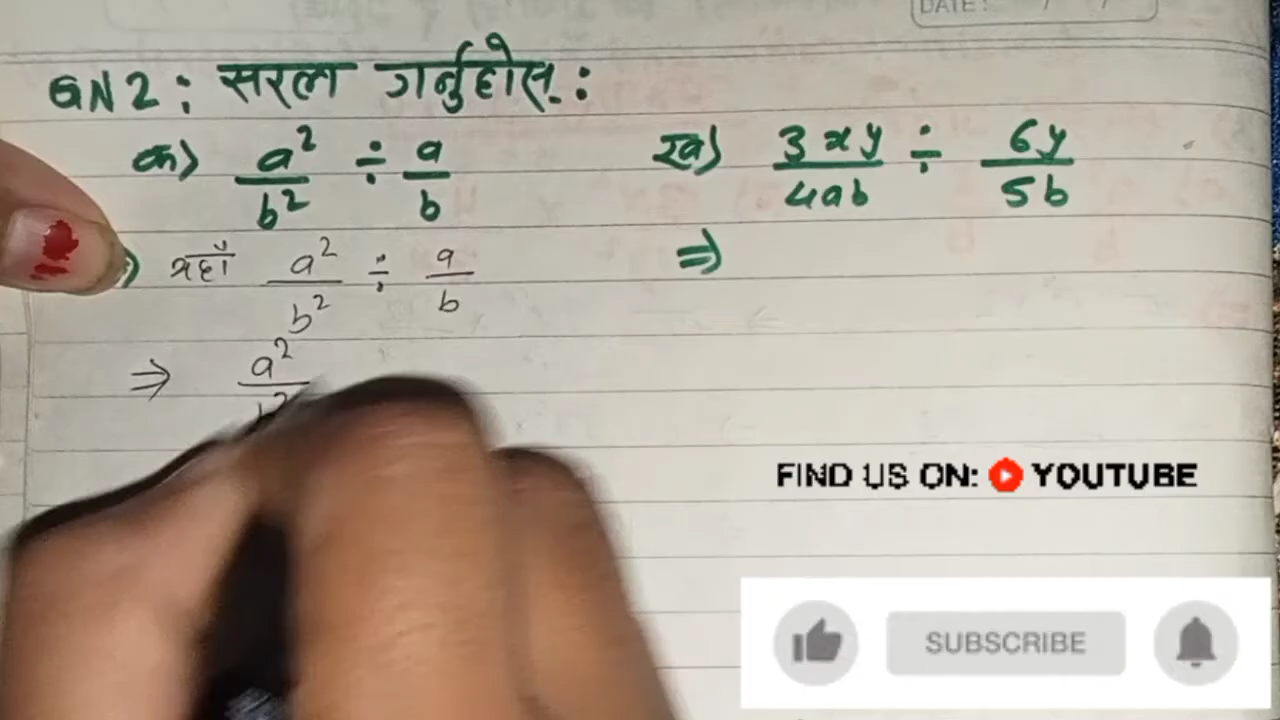 DATE: / /
QN2: सरल गर्नुहोस् :
क) a²/b² ÷ a/b ख) 3xy/4ab ÷ 6y/5b
यहाँ a²/b² ÷ a/b ⇒
⇒ a²/b²
FIND US ON: YOUTUBE
SUBSCRIBE